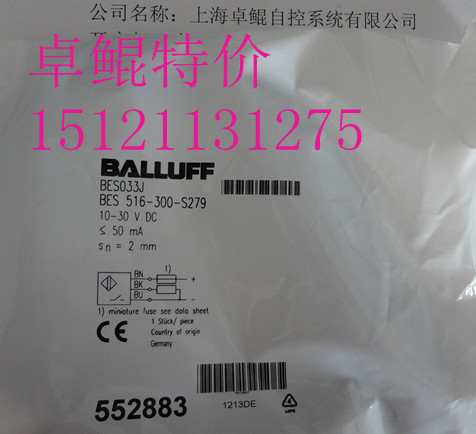 公司名称：上海卓鲲自控系统有限公司
卓鲲特价
15121131275
BALLUFF
BES033J
BES 516-300-S279
10-30 V DC
≤ 50 mA
sn = 2 mm
BN
1)
+
BK
BU
-
1) miniature fuse see data sheet
CE
1 Stück/ piece
Country of origin
Germany
552883
1213DE
LDPE